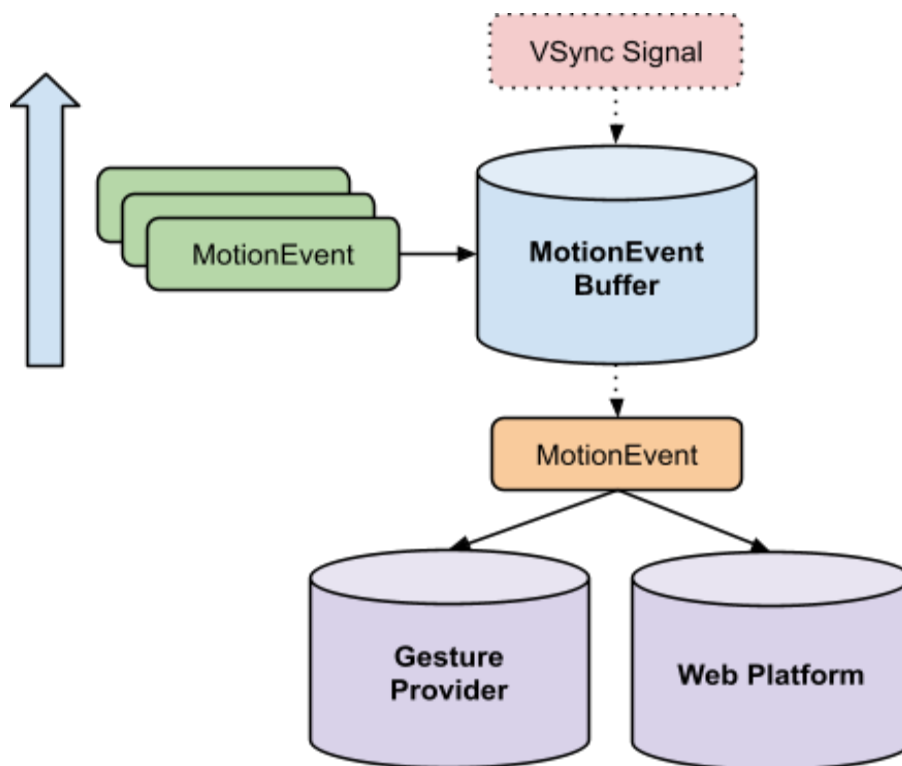 VSync Signal
MotionEvent
MotionEvent
Buffer
MotionEvent
Gesture
Provider
Web Platform